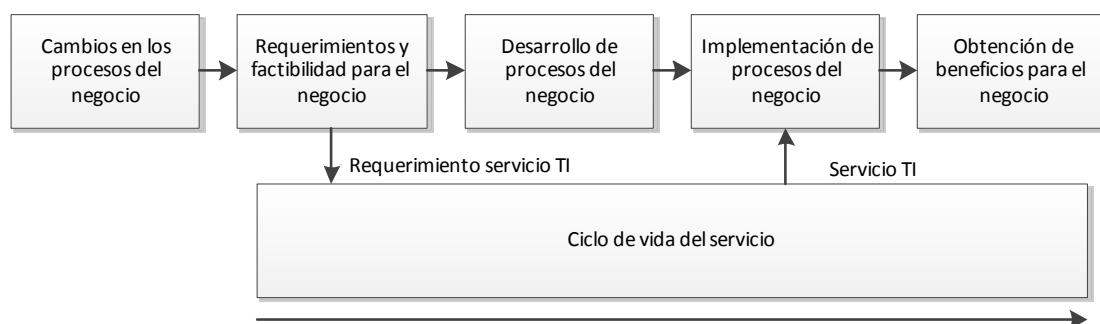 Cambios en los
procesos del
negocio
Requerimientos y
factibilidad para el
negocio
Desarrollo de
procesos del
negocio
Implementación de
procesos del
negocio
Obtención de
beneficios para el
negocio
Requerimiento servicio TI
Servicio TI
Ciclo de vida del servicio